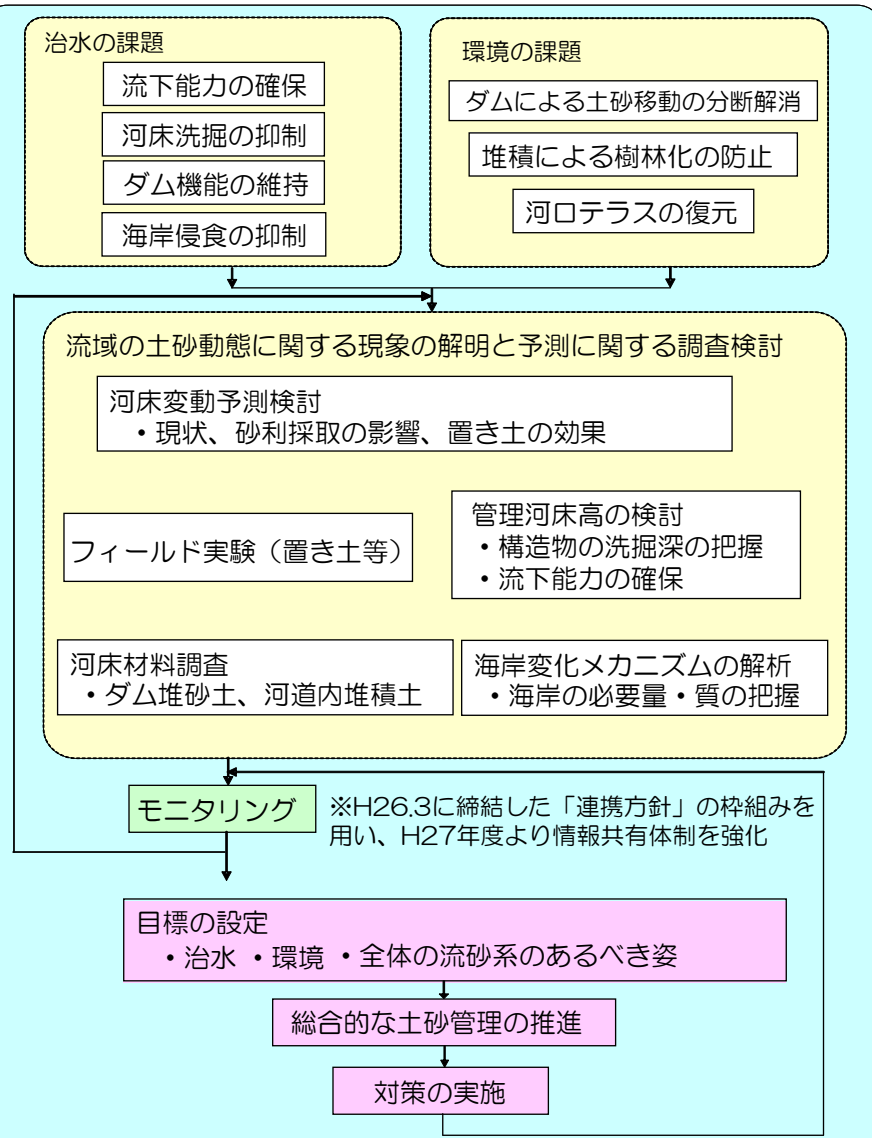 治水の課題
流下能力の確保
河床洗掘の抑制
ダム機能の維持
海岸侵食の抑制
環境の課題
ダムによる土砂移動の分断解消
堆積による樹林化の防止
河口テラスの復元
流域の土砂動態に関する現象の解明と予測に関する調査検討
河床変動予測検討
・現状、砂利採取の影響、置き土の効果
フィールド実験（置き土等）
管理河床高の検討
・構造物の洗掘深の把握
・流下能力の確保
河床材料調査
・ダム堆砂土、河道内堆積土
海岸変化メカニズムの解析
・海岸の必要量・質の把握
モニタリング
※H26.3に締結した「連携方針」の枠組みを
用い、H27年度より情報共有体制を強化
目標の設定
・治水 ・環境 ・全体の流砂系のあるべき姿
総合的な土砂管理の推進
対策の実施